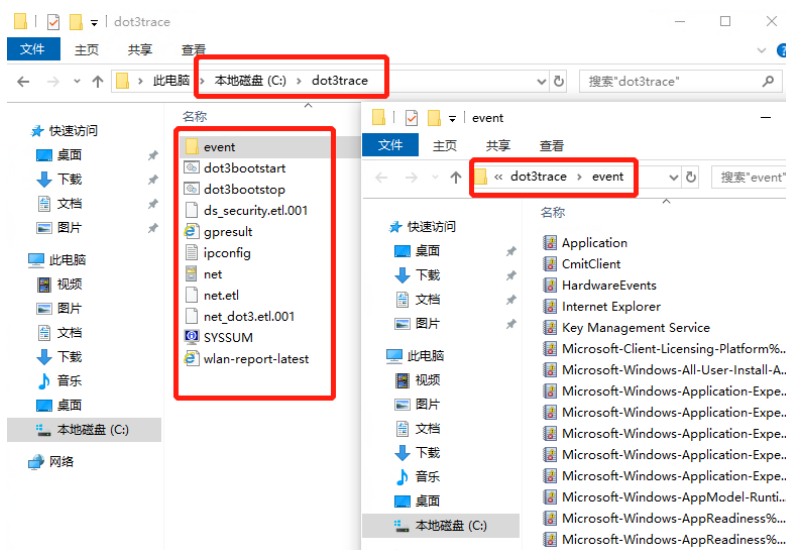 dot3trace
文件 主页 共享 查看
此电脑 › 本地磁盘 (C:) › dot3trace
搜索"dot3trace"
快速访问
桌面
下载
文档
图片
此电脑
视频
图片
文档
下载
音乐
桌面
本地磁盘 (C:)
网络
名称
event
dot3bootstart
dot3bootstop
ds_security.etl.001
gpresult
ipconfig
net
net.etl
net_dot3.etl.001
SYSSUM
wlan-report-latest
event
文件 主页 共享 查看
« dot3trace › event
搜索"event"
快速访问
桌面
下载
文档
图片
此电脑
视频
图片
文档
下载
音乐
桌面
本地磁盘 (C:)
名称
Application
CmitClient
HardwareEvents
Internet Explorer
Key Management Service
Microsoft-Client-Licensing-Platform%...
Microsoft-Windows-All-User-Install-A...
Microsoft-Windows-Application-Expe...
Microsoft-Windows-Application-Expe...
Microsoft-Windows-Application-Expe...
Microsoft-Windows-Application-Expe...
Microsoft-Windows-Application-Expe...
Microsoft-Windows-AppModel-Runti...
Microsoft-Windows-AppReadiness%...
Microsoft-Windows-AppReadiness%...